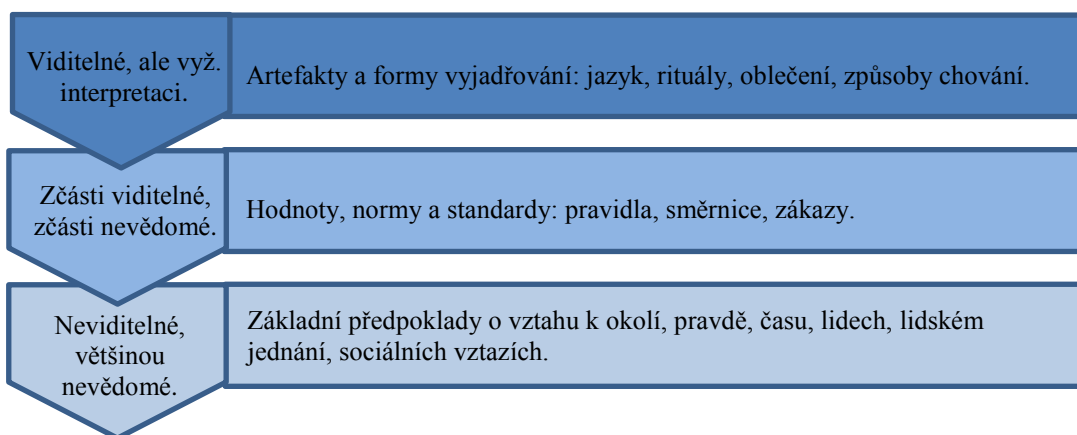 Viditelné, ale vyž.
interpretaci.
Artefakty a formy vyjadřování: jazyk, rituály, oblečení, způsoby chování.
Zčásti viditelné,
zčásti nevědomé.
Hodnoty, normy a standardy: pravidla, směrnice, zákazy.
Neviditelné,
většinou
nevědomé.
Základní předpoklady o vztahu k okolí, pravdě, času, lidech, lidském
jednání, sociálních vztazích.